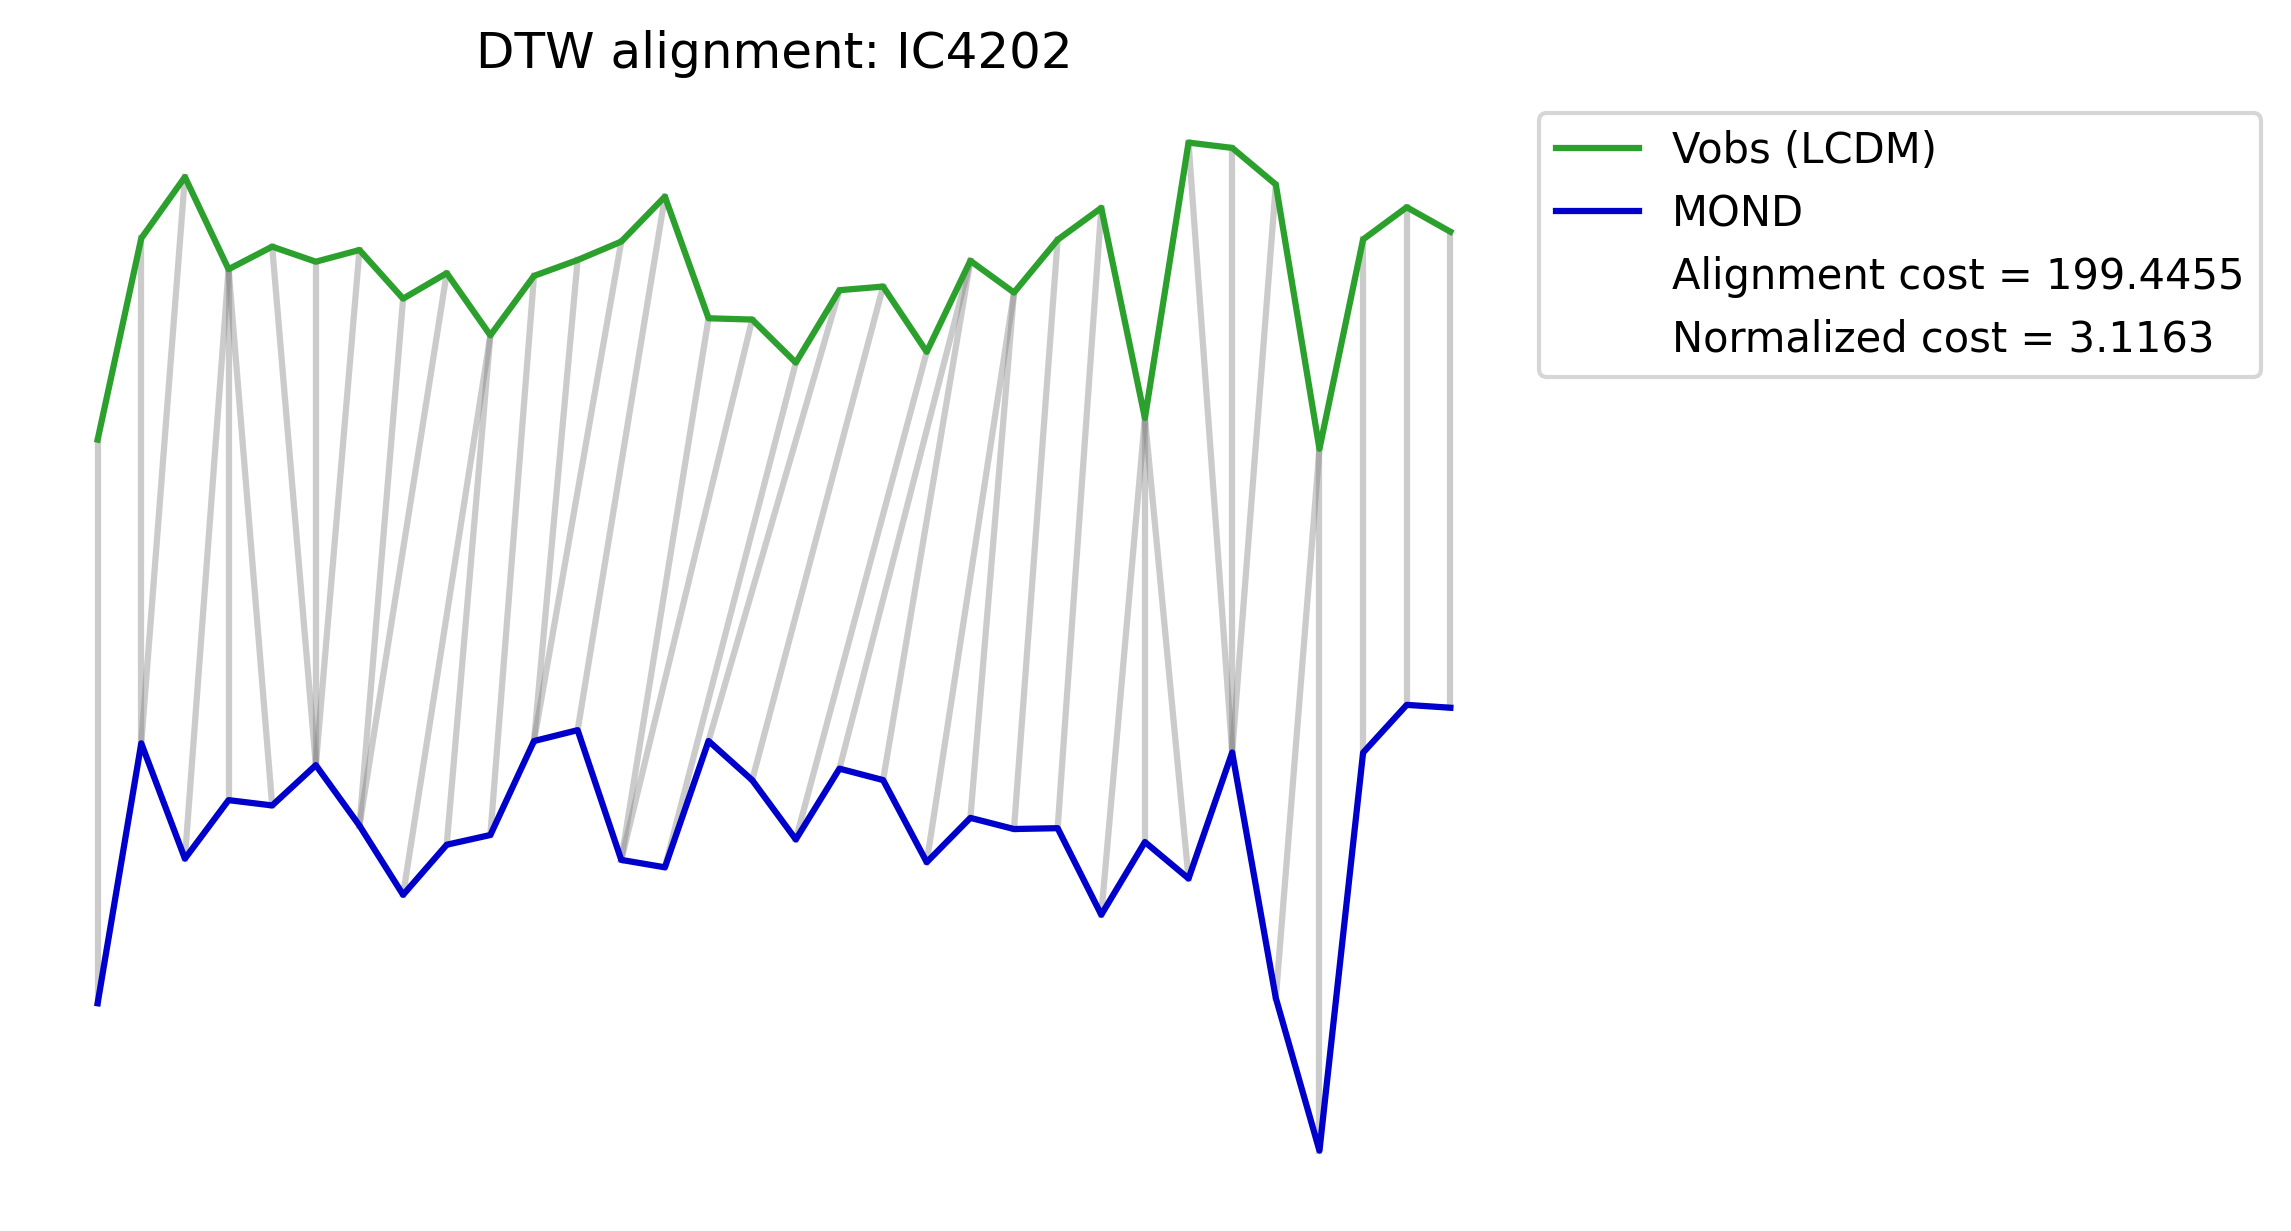 DTW alignment: IC4202
Vobs (LCDM)
MOND
Alignment cost = 199.4455
Normalized cost = 3.1163